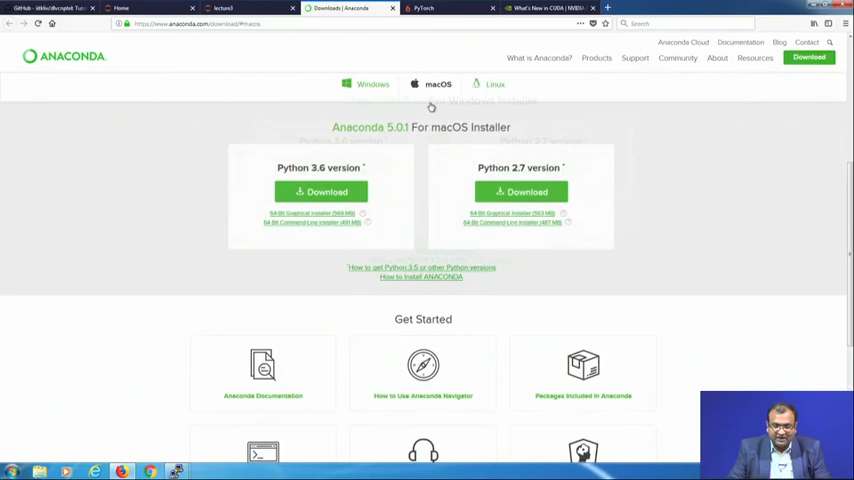 GitHub - iitkliv/dlvcnptel: Tutor
Home
lecture3
Downloads | Anaconda
PyTorch
What's New in CUDA | NVIDIA
https://www.anaconda.com/download/#macos
Search
Anaconda Cloud Documentation Blog Contact
ANACONDA
What is Anaconda? Products Support Community About Resources Download
Windows macOS Linux
For Windows Installer
Anaconda 5.0.1 For macOS Installer
Python 3.6 version *
Python 2.7 version *
Download
Download
64-Bit Graphical Installer (569 MB)
64-Bit Graphical Installer (563 MB)
64-Bit Command-Line Installer (491 MB)
64-Bit Command-Line Installer (487 MB)
*How to get Python 3.5 or other Python versions
How to Install ANACONDA
Get Started
Anaconda Documentation
How to Use Anaconda Navigator
Packages Included in Anaconda